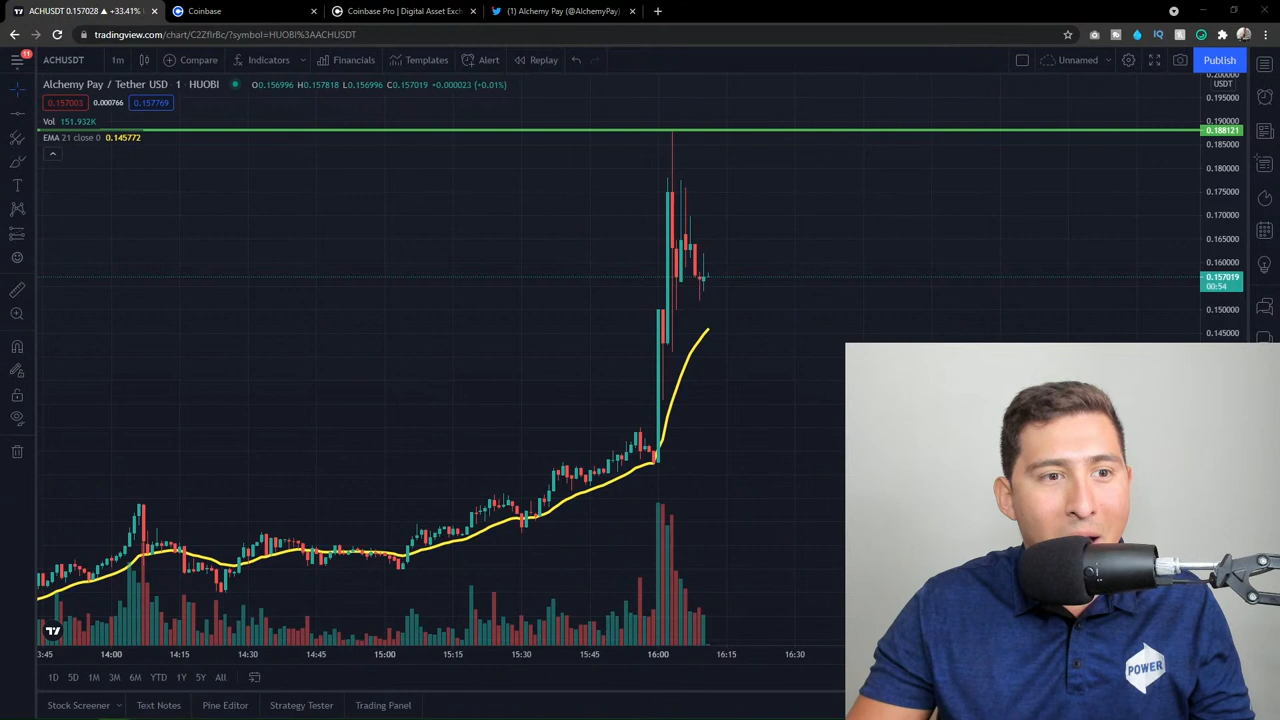 ACHUSDT 0.157028 ▲ +33.41%
Coinbase
Coinbase Pro | Digital Asset Exch
(1) Alchemy Pay (@AlchemyPay)
tradingview.com/chart/C2ZfIrBc/?symbol=HUOBI%3AACHUSDT
11
ACHUSDT
1m
Compare
Indicators
Financials
Templates
Alert
Replay
Unnamed
Publish
Alchemy Pay / Tether USD · 1 · HUOBI
O0.156996 H0.157818 L0.156996 C0.157019 +0.000023 (+0.01%)
0.157003 0.000766 0.157769
Vol 151.932K
EMA 21 close 0 0.145772
0.200000
USDT
0.195000
0.190000
0.188121
0.185000
0.180000
0.175000
0.170000
0.165000
0.160000
0.157019
00:54
0.150000
0.145000
POWER
3:45 14:00 14:15 14:30 14:45 15:00 15:15 15:30 15:45 16:00 16:15 16:30
1D 5D 1M 3M 6M YTD 1Y 5Y All
Stock Screener Text Notes Pine Editor Strategy Tester Trading Panel